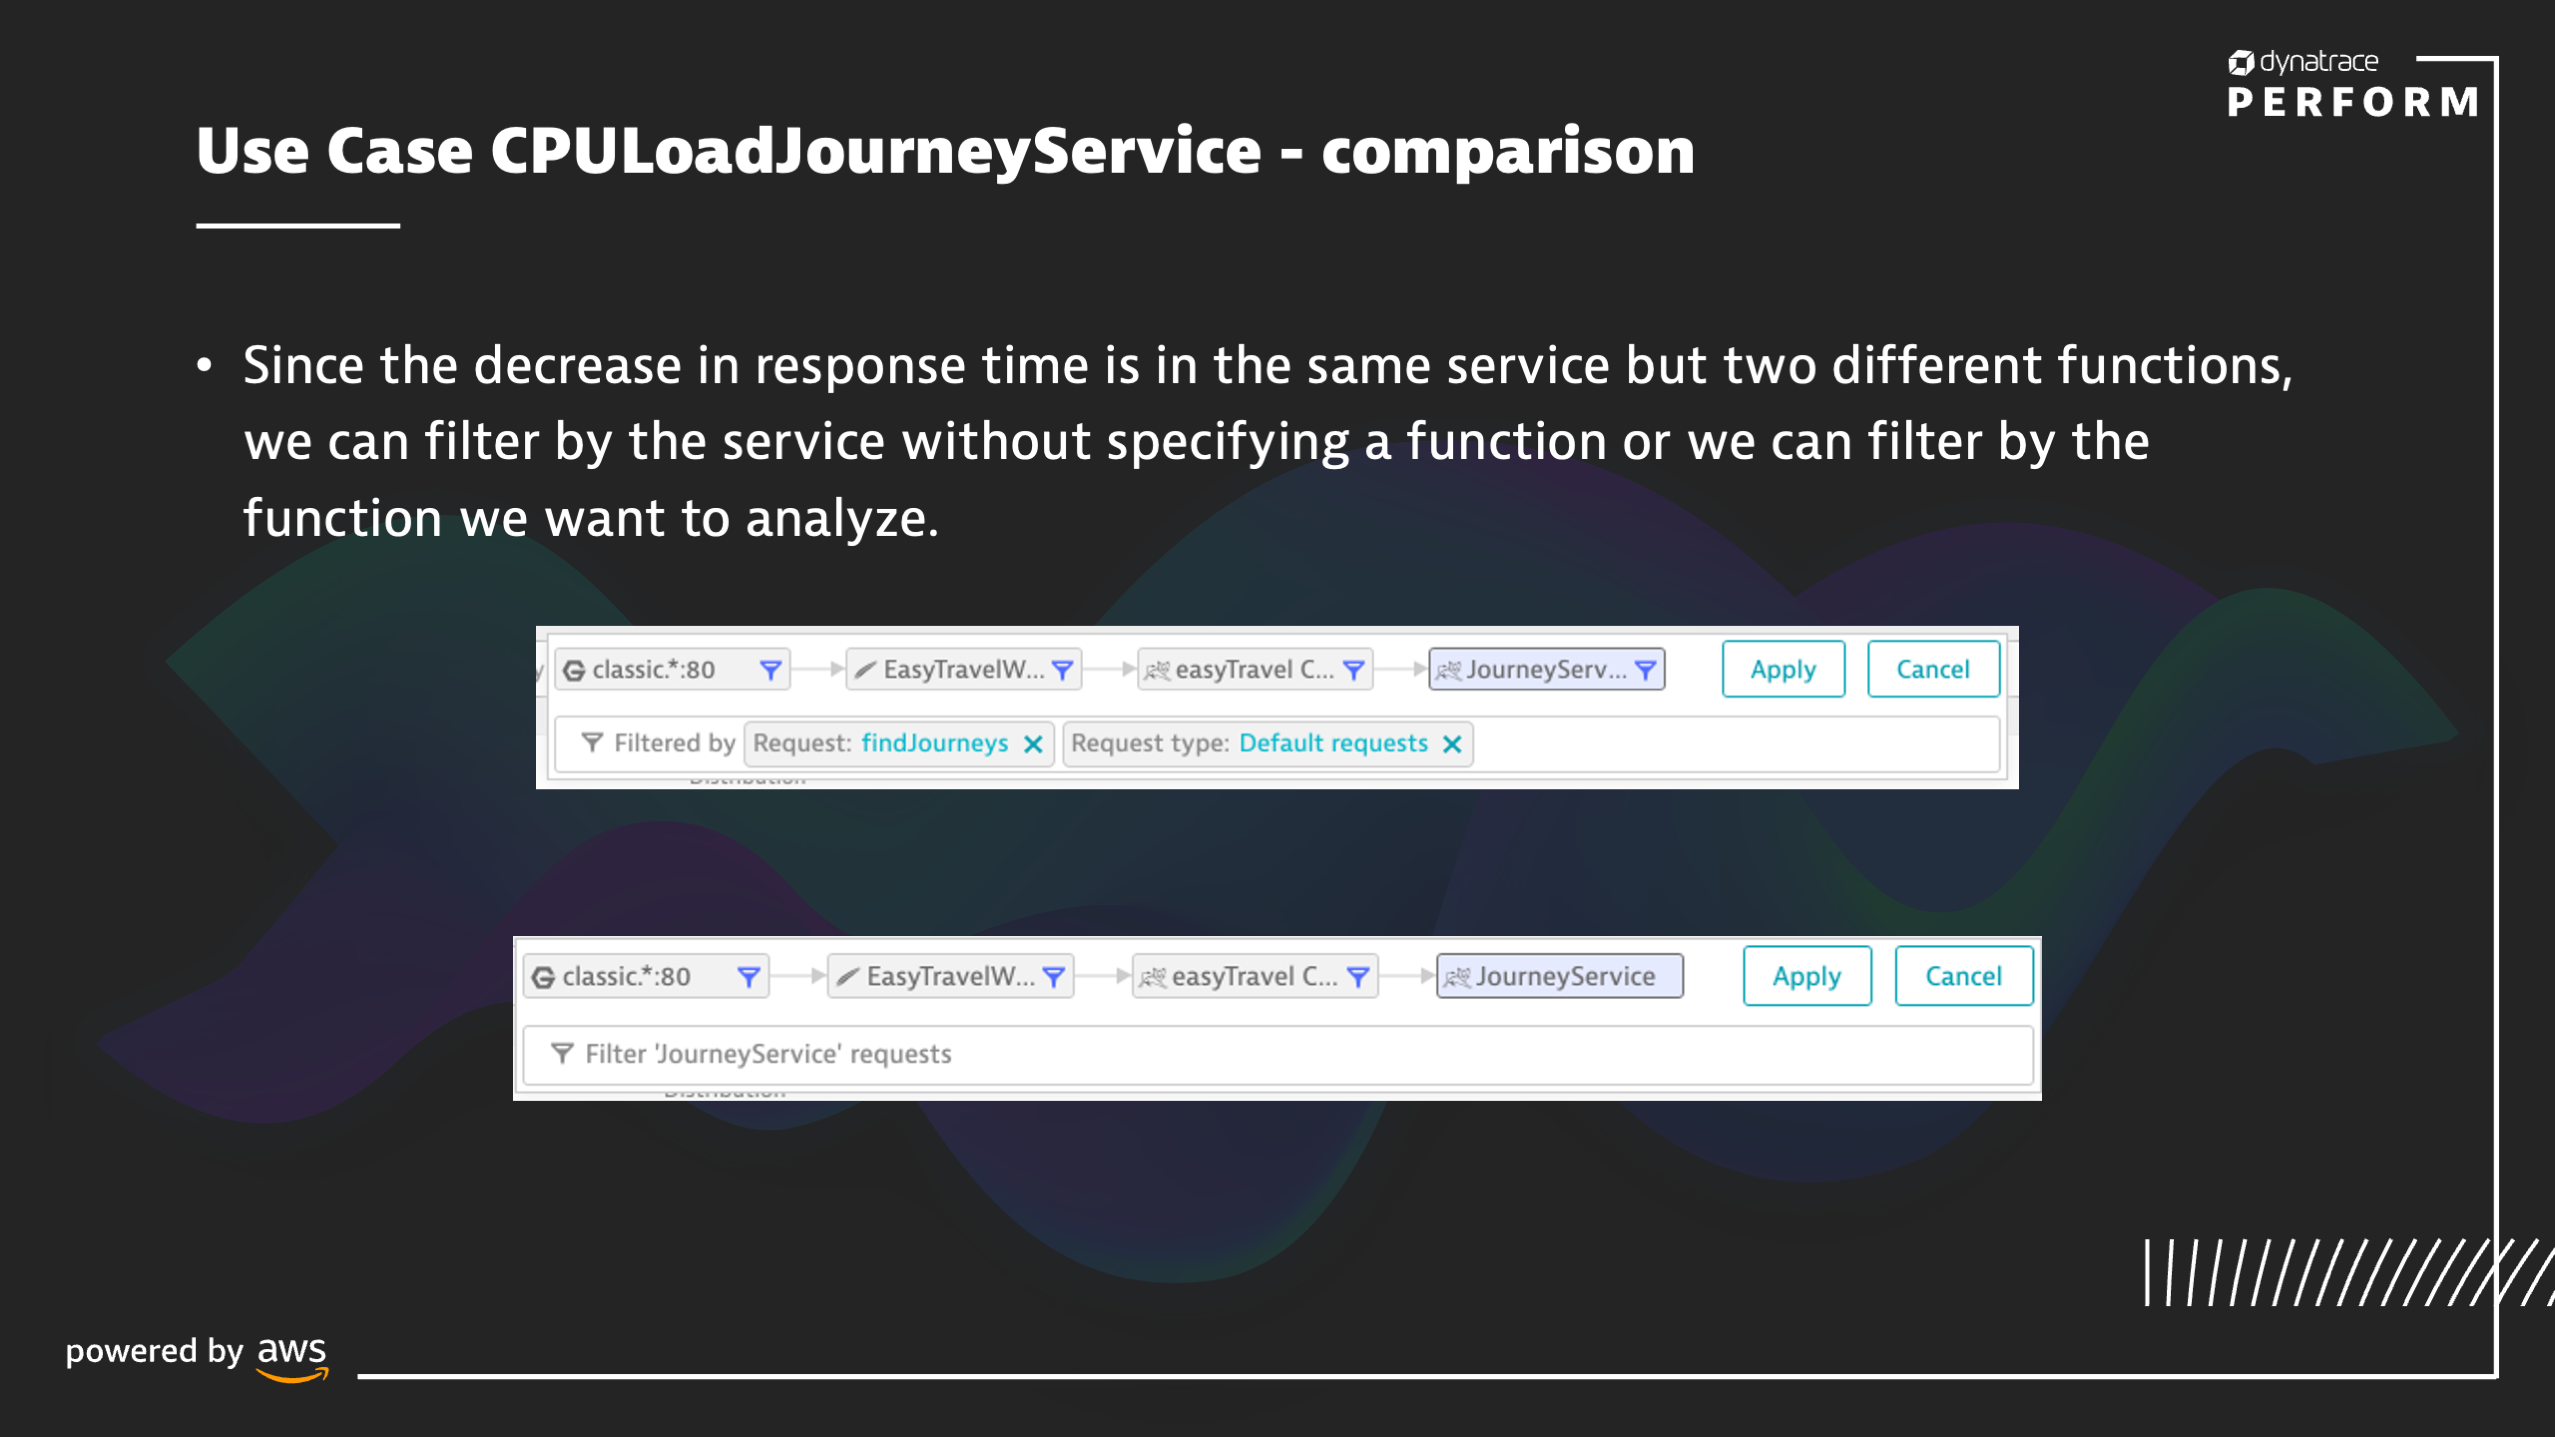 dynatrace
PERFORM
Use Case CPULoadJourneyService - comparison
• Since the decrease in response time is in the same service but two different functions,
we can filter by the service without specifying a function or we can filter by the
function we want to analyze.
classic.*:80 EasyTravelW... easyTravel C... JourneyServ... Apply Cancel
Filtered by Request: findJourneys Request type: Default requests
classic.*:80 EasyTravelW... easyTravel C... JourneyService Apply Cancel
Filter 'JourneyService' requests
powered by aws